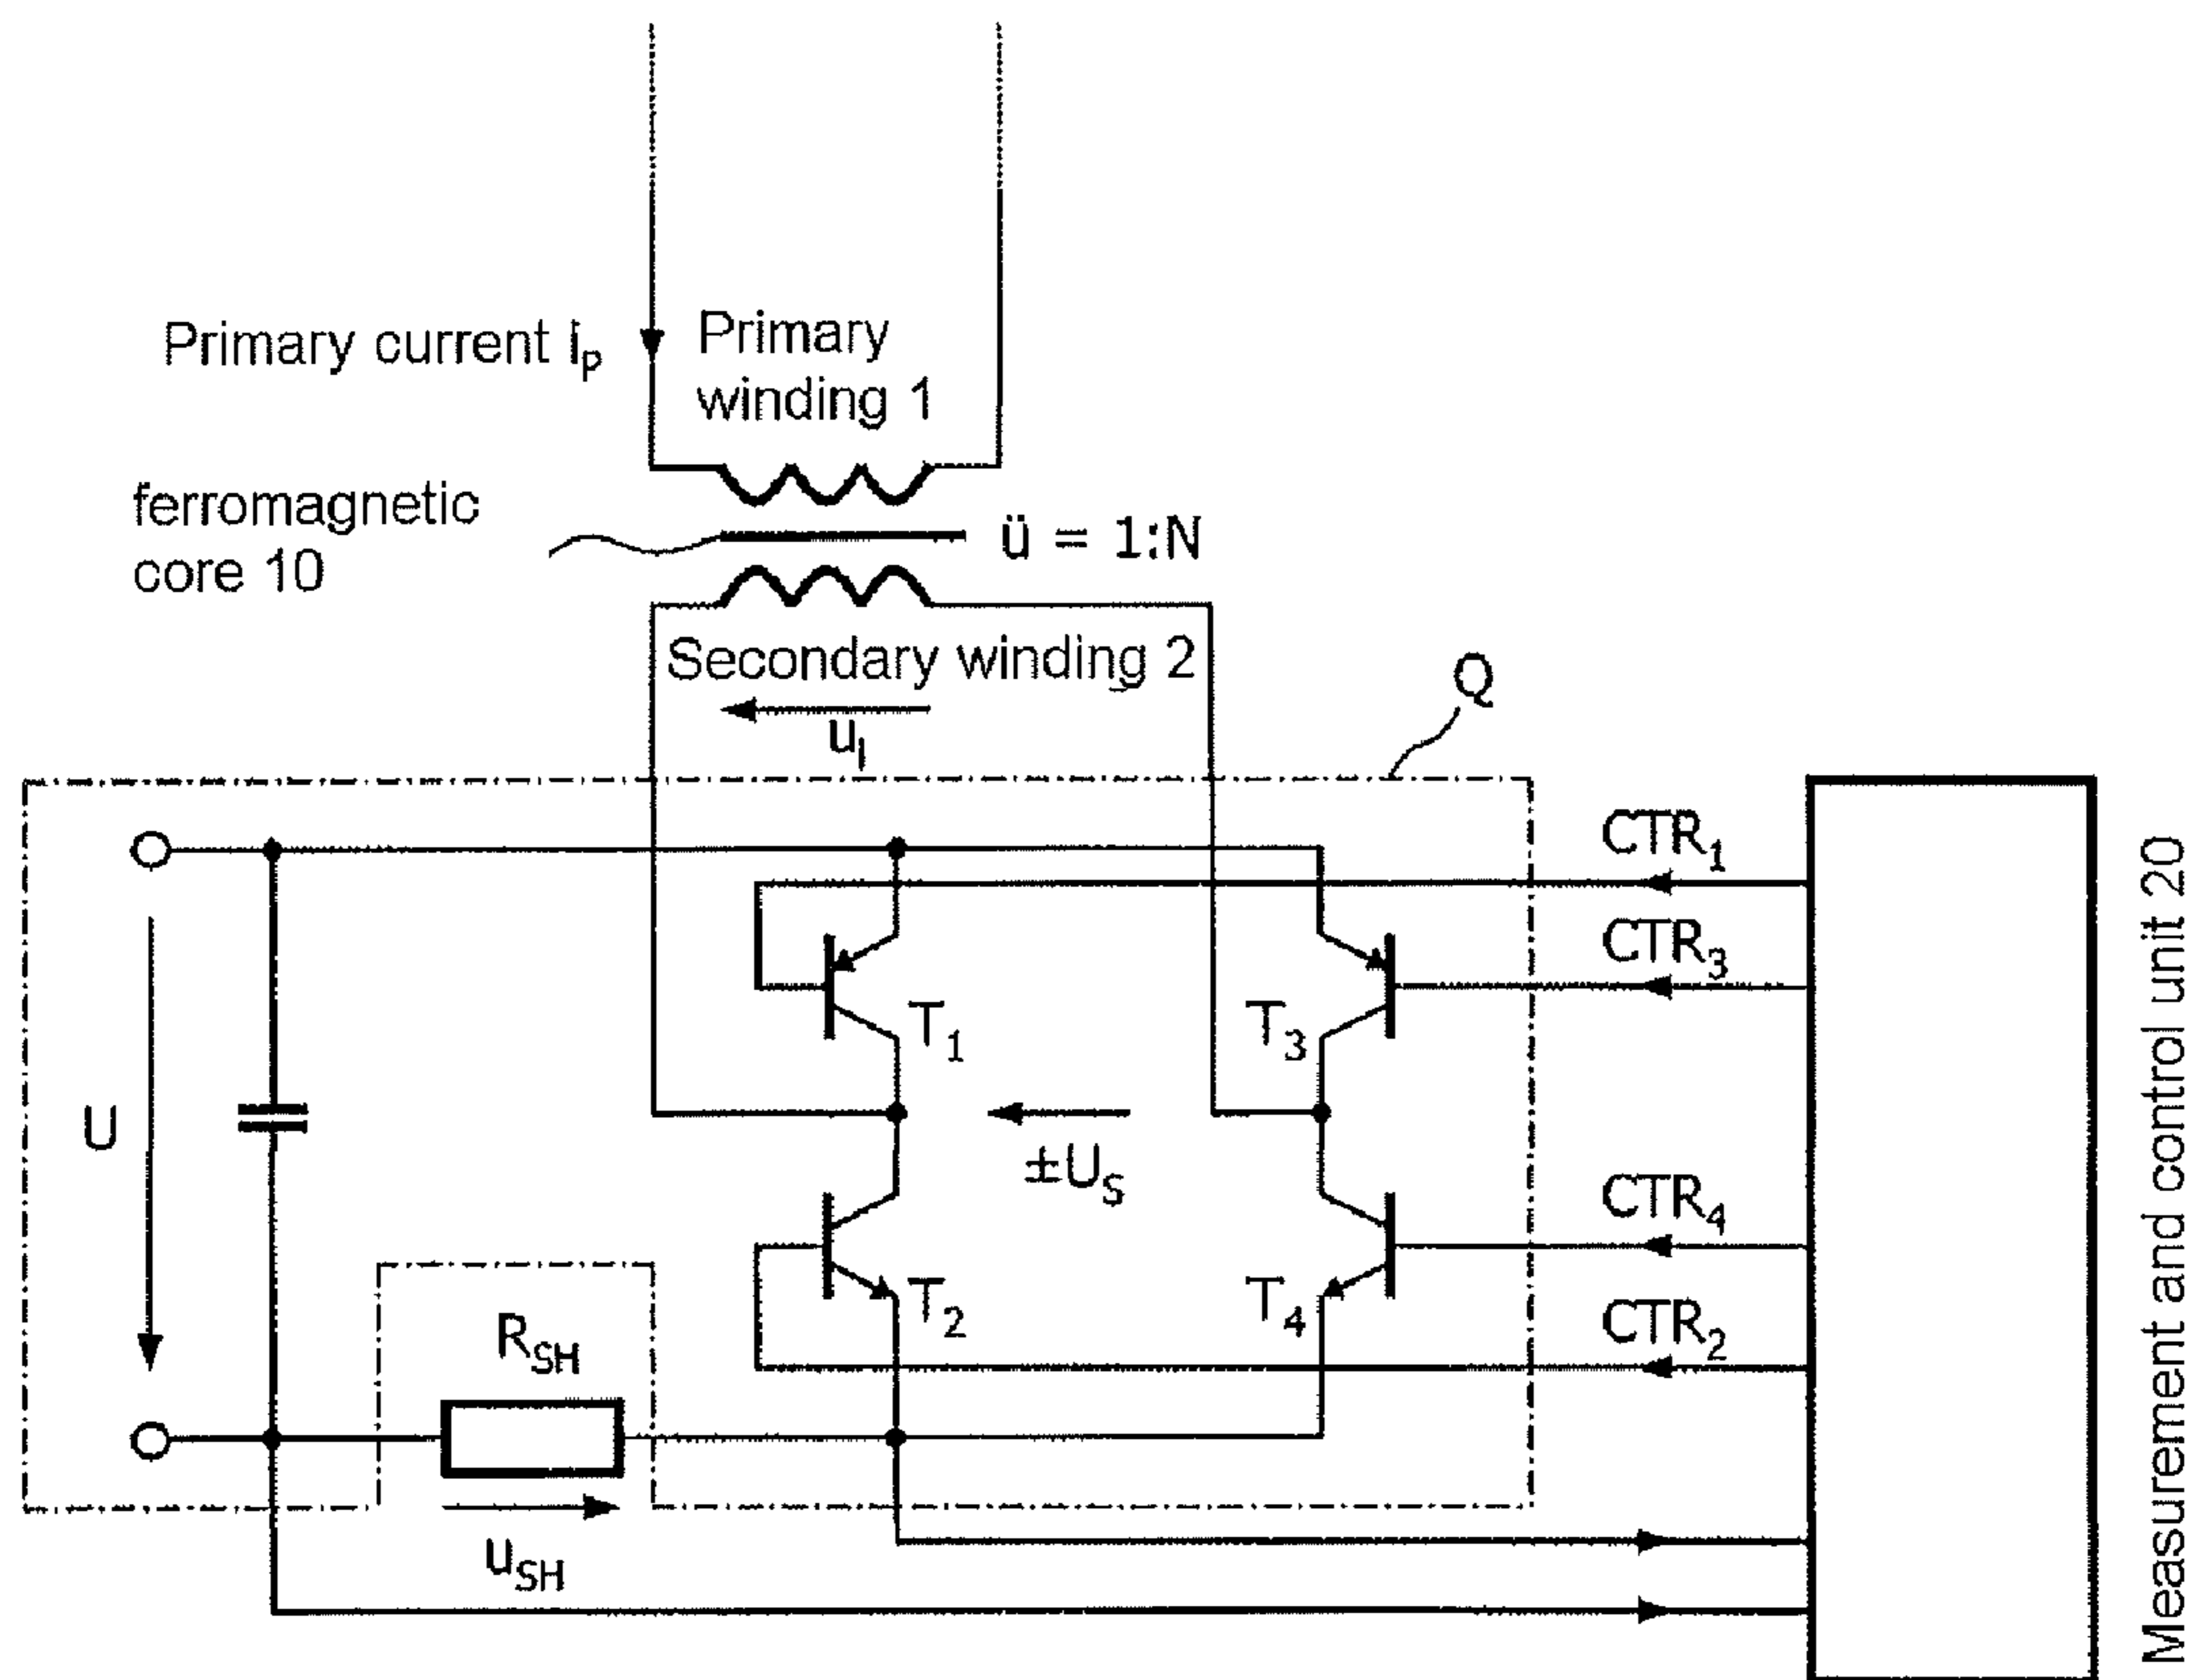 Primary current i_p
Primary
winding 1
ferromagnetic
core 10
ü = 1:N
Secondary winding 2
u_i
Q
CTR_1
CTR_3
T_1
T_3
U
±U_S
CTR_4
T_2
T_4
CTR_2
R_SH
u_SH
Measurement and control unit 20